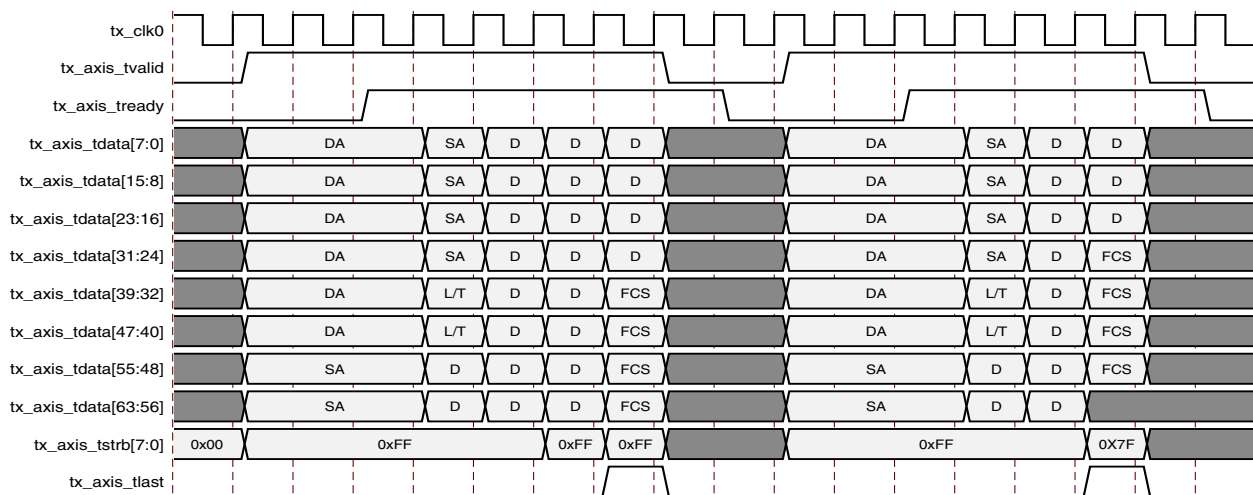 tx_clk0
tx_axis_tvalid
tx_axis_tready
tx_axis_tdata[7:0] DA SA D D D DA SA D D
tx_axis_tdata[15:8] DA SA D D D DA SA D D
tx_axis_tdata[23:16] DA SA D D D DA SA D D
tx_axis_tdata[31:24] DA SA D D D DA SA D FCS
tx_axis_tdata[39:32] DA L/T D D FCS DA L/T D FCS
tx_axis_tdata[47:40] DA L/T D D FCS DA L/T D FCS
tx_axis_tdata[55:48] SA D D D FCS SA D D FCS
tx_axis_tdata[63:56] SA D D D FCS SA D D
tx_axis_tstrb[7:0] 0x00 0xFF 0xFF 0xFF 0xFF 0X7F
tx_axis_tlast